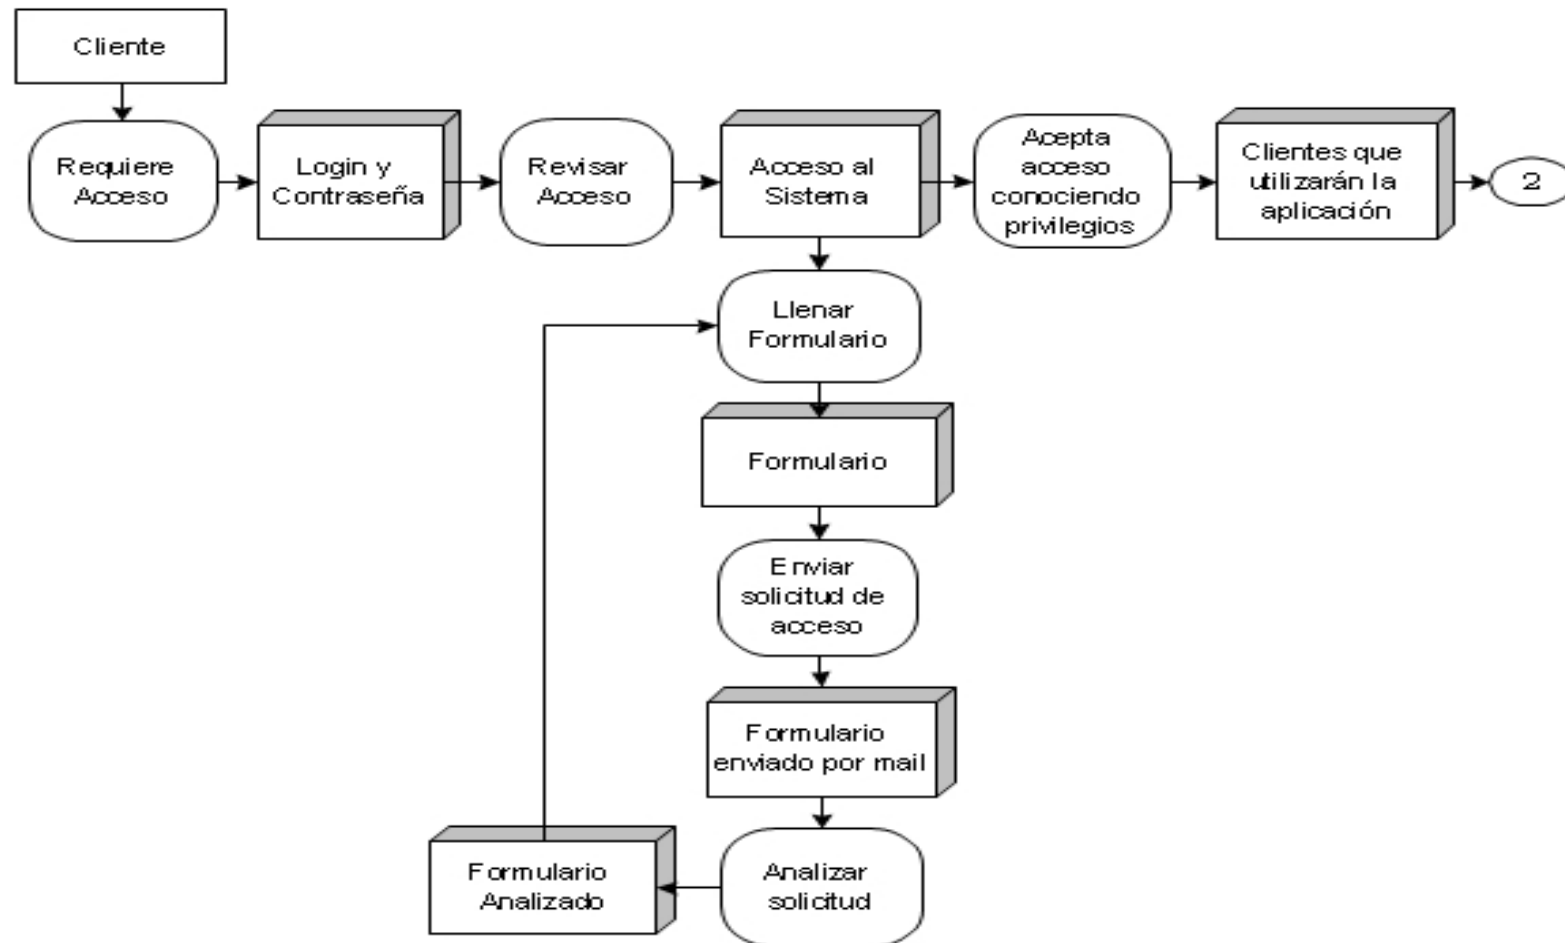 Cliente
Requiere
Acceso
Login y
Contraseña
Revisar
Acceso
Acceso al
Sistema
Acepta
acceso
conociendo
privilegios
Clientes que
utilizarán la
aplicación
2
Llenar
Formulario
Formulario
Enviar
solicitud de
acceso
Formulario
enviado por mail
Analizar
solicitud
Formulario
Analizado